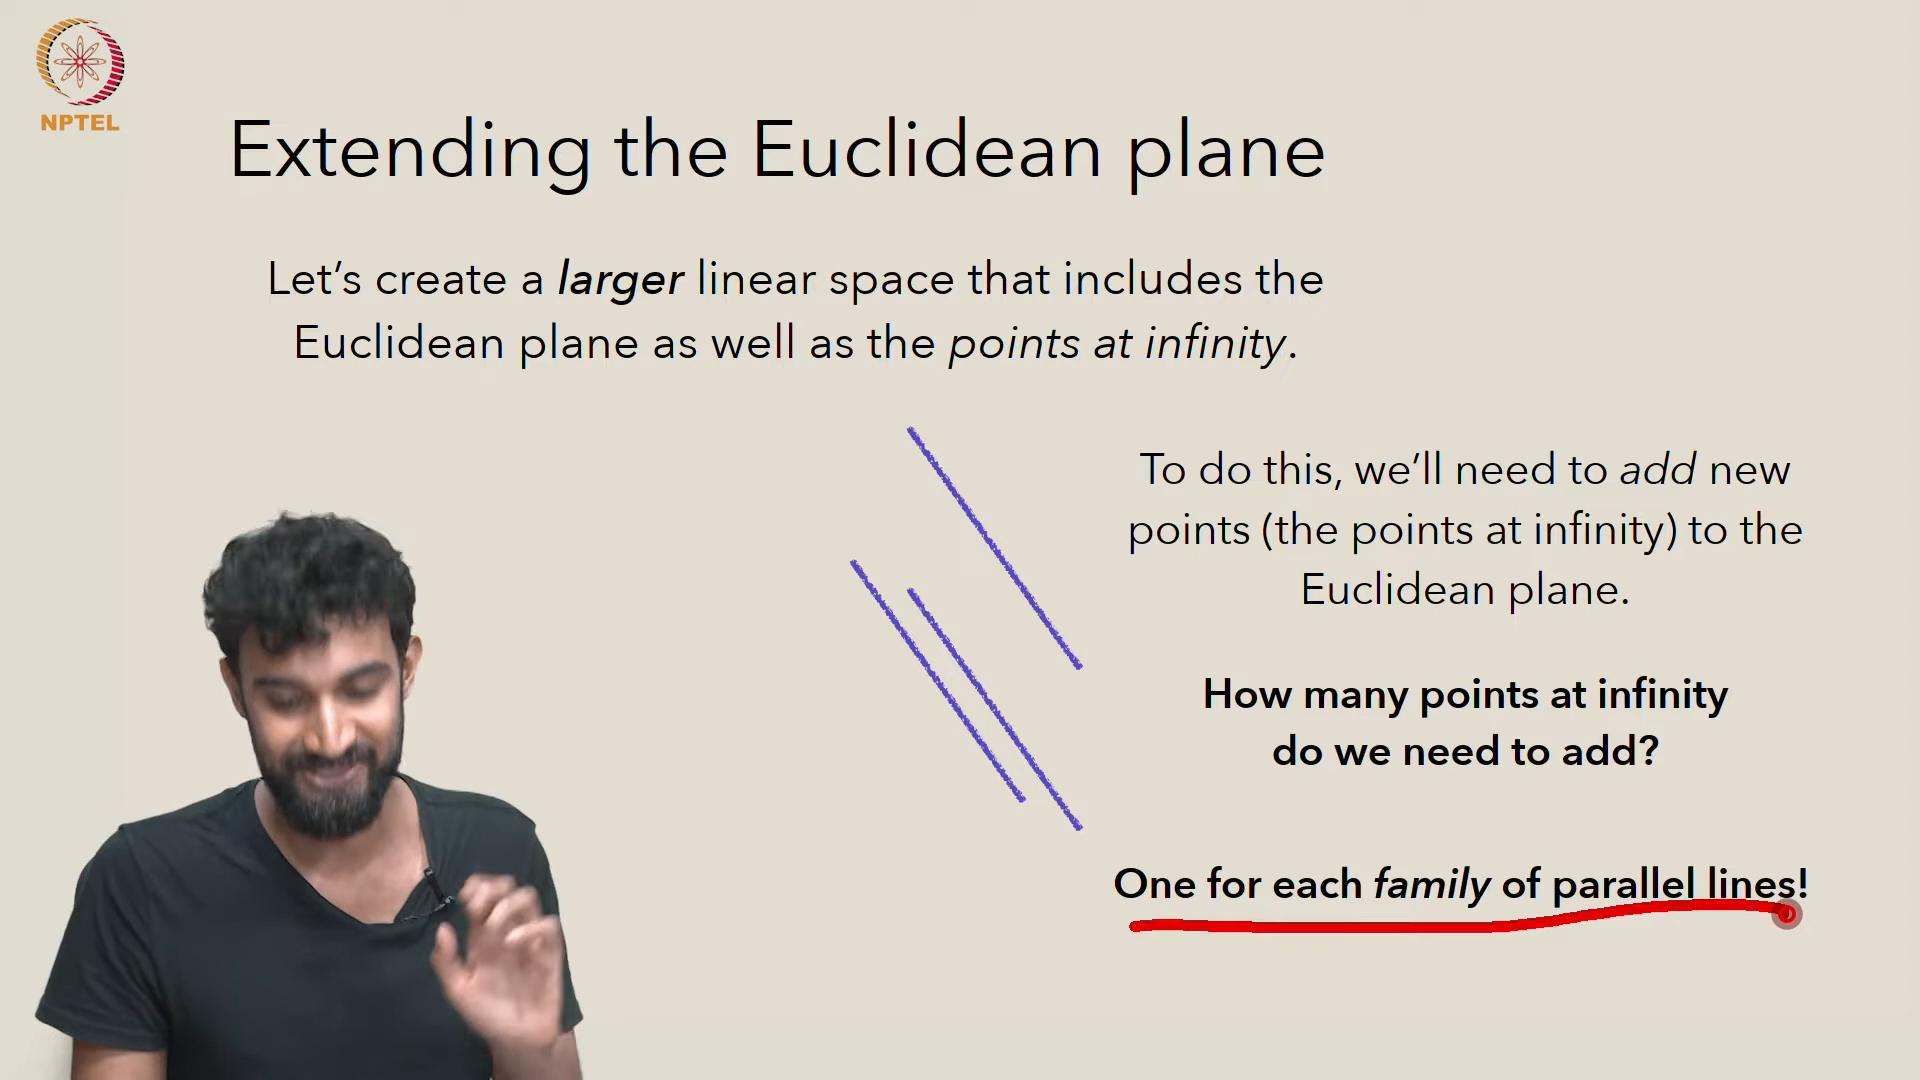 NPTEL
Extending the Euclidean plane
Let’s create a larger linear space that includes the
Euclidean plane as well as the points at infinity.
To do this, we’ll need to add new
points (the points at infinity) to the
Euclidean plane.
How many points at infinity
do we need to add?
One for each family of parallel lines!